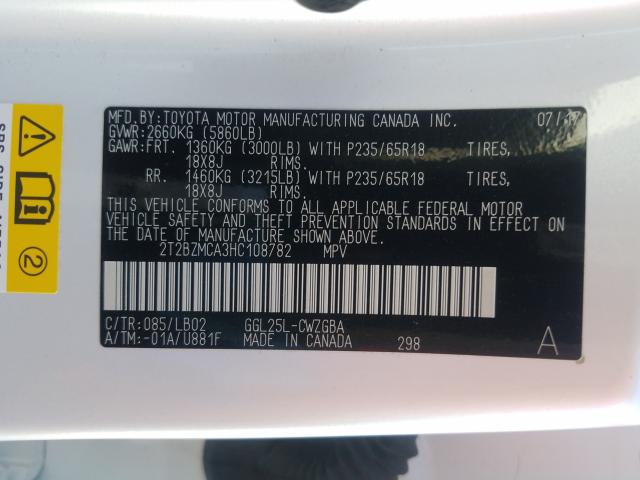 MFD.BY:TOYOTA MOTOR MANUFACTURING CANADA INC. 07/17
GVWR:2660KG (5860LB)
GAWR:FRT. 1360KG (3000LB) WITH P235/65R18 TIRES,
18X8J RIMS.
RR. 1460KG (3215LB) WITH P235/65R18 TIRES,
18X8J RIMS.
THIS VEHICLE CONFORMS TO ALL APPLICABLE FEDERAL MOTOR
VEHICLE SAFETY AND THEFT PREVENTION STANDARDS IN EFFECT
ON THE DATE OF MANUFACTURE SHOWN ABOVE.
2T2BZMCA3HC108782 MPV
C/TR:085/LB02 GGL25L-CWZGBA
A/TM:-01A/U881F MADE IN CANADA 298 A
2